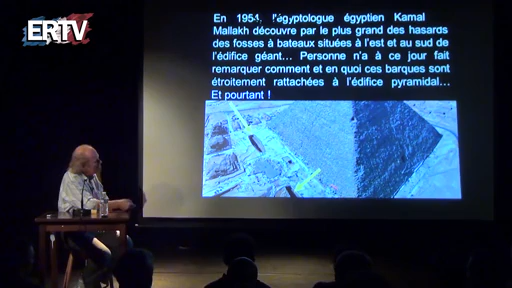 ERTV
En 1954, l'égyptologue égyptien Kamal
Mallakh découvre par le plus grand des hasards
des fosses à bateaux situées à l'est et au sud de
l'édifice géant... Personne n'a à ce jour fait
remarquer comment et en quoi ces barques sont
étroitement rattachées à l'édifice pyramidal...
Et pourtant !